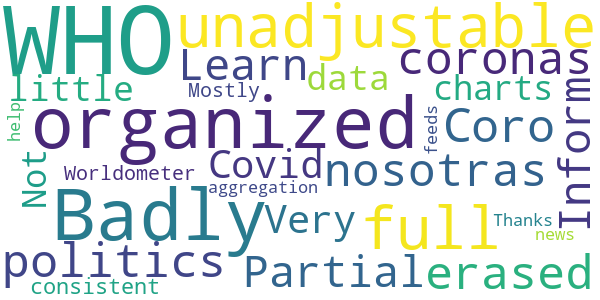 WHO unadjustable
Learn coronas
little Mostly data charts
help organized feeds Coro Informs
Not Worldometer Covid nosotras
aggregation
Badly Very full Thanks
news
politics Partial erased
consistent